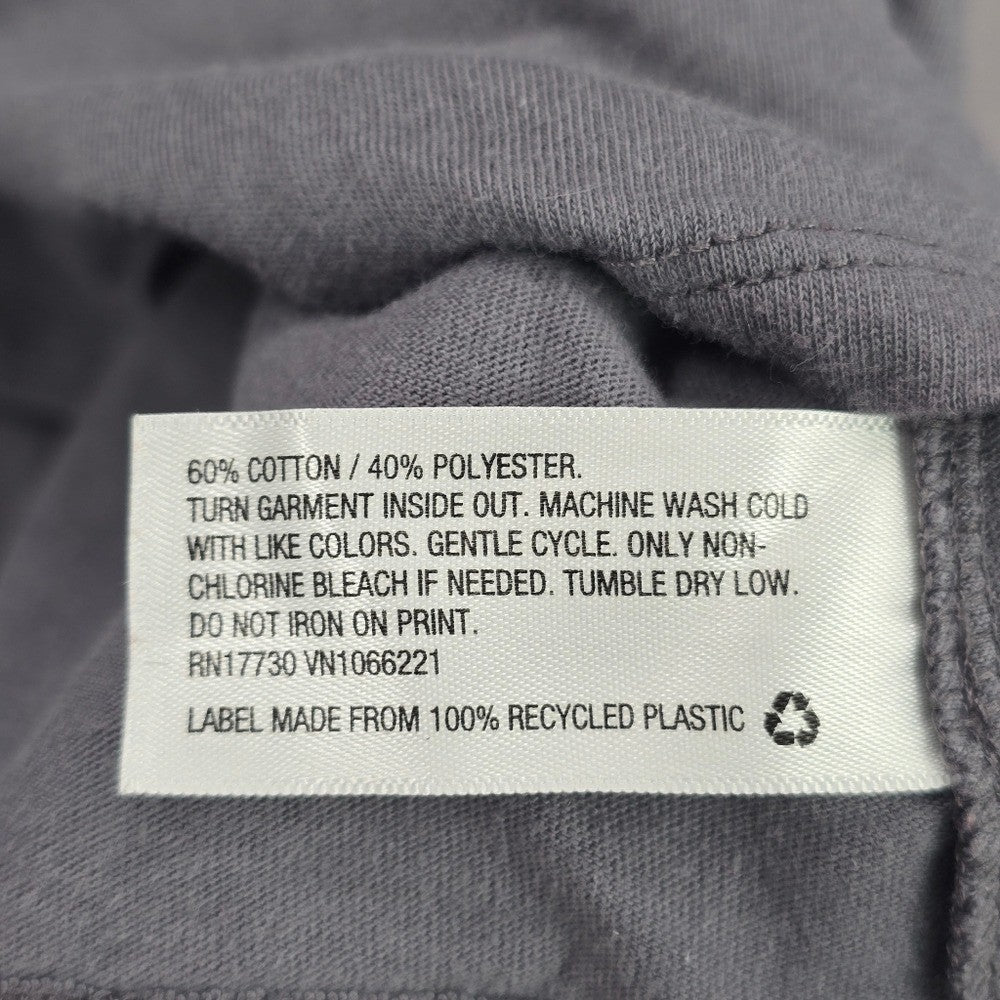 60% COTTON / 40% POLYESTER.
TURN GARMENT INSIDE OUT. MACHINE WASH COLD
WITH LIKE COLORS. GENTLE CYCLE. ONLY NON-
CHLORINE BLEACH IF NEEDED. TUMBLE DRY LOW.
DO NOT IRON ON PRINT.
RN17730 VN1066221
LABEL MADE FROM 100% RECYCLED PLASTIC